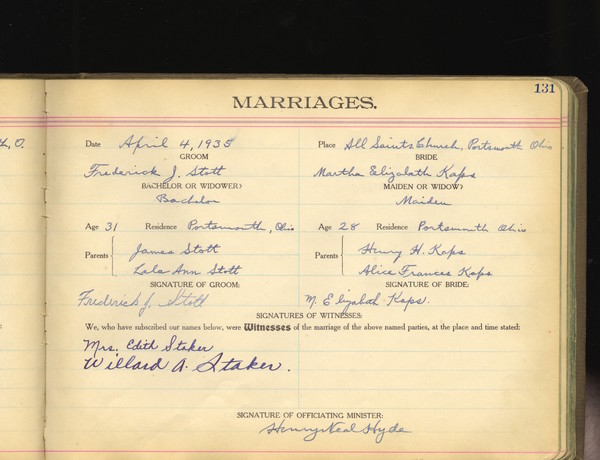 131
MARRIAGES.
h, O.
Date April 4, 1935 Place All Saints Church, Portsmouth Ohio
GROOM BRIDE
Frederick J. Stott Martha Elizabath Kaps
BACHELOR OR WIDOWER? MAIDEN OR WIDOW?
Bachelor Maiden
Age 31 Residence Portsmouth, Ohio Age 28 Residence Portsmouth Ohio
James Stott Henry H. Kaps
Parents Parents
Lala Ann Stott Alice Frances Kaps
SIGNATURE OF GROOM: SIGNATURE OF BRIDE:
Frederick J. Stott M. Elizabath Kaps.
SIGNATURES OF WITNESSES:
We, who have subscribed our names below, were Witnesses of the marriage of the above named parties, at the place and time stated:
Mrs. Edith Staker
Willard A. Staker.
SIGNATURE OF OFFICIATING MINISTER:
Henry Neal Hyde